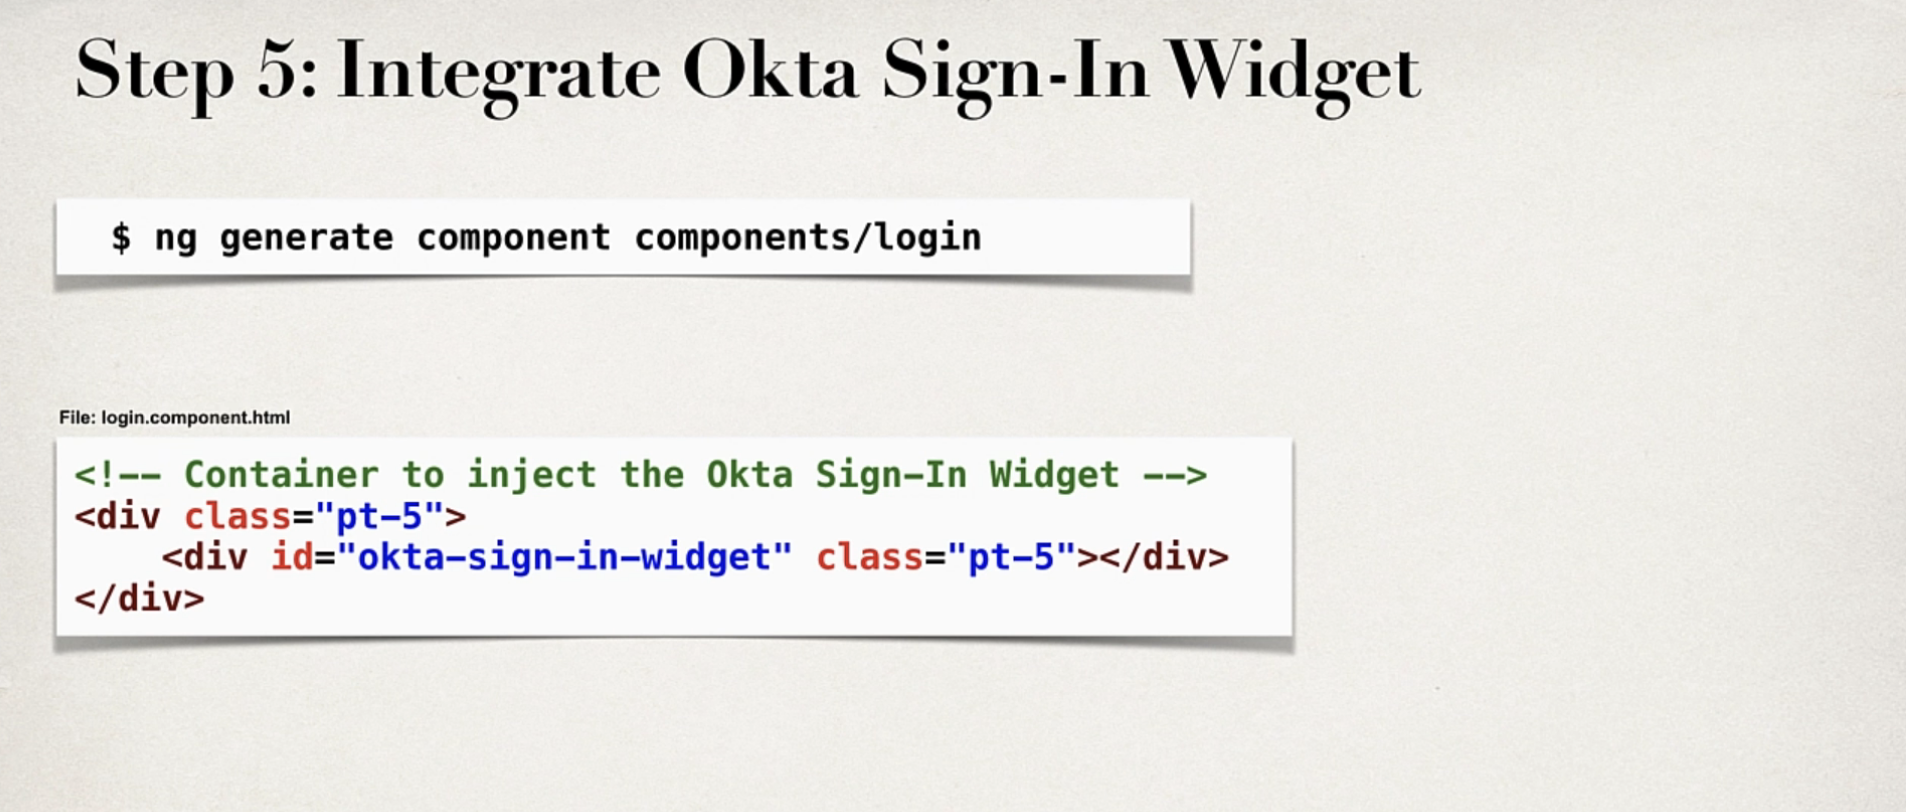 Step 5: Integrate Okta Sign-In Widget
$ ng generate component components/login
File: login.component.html
<!-- Container to inject the Okta Sign-In Widget -->
<div class="pt-5">
    <div id="okta-sign-in-widget" class="pt-5"></div>
</div>